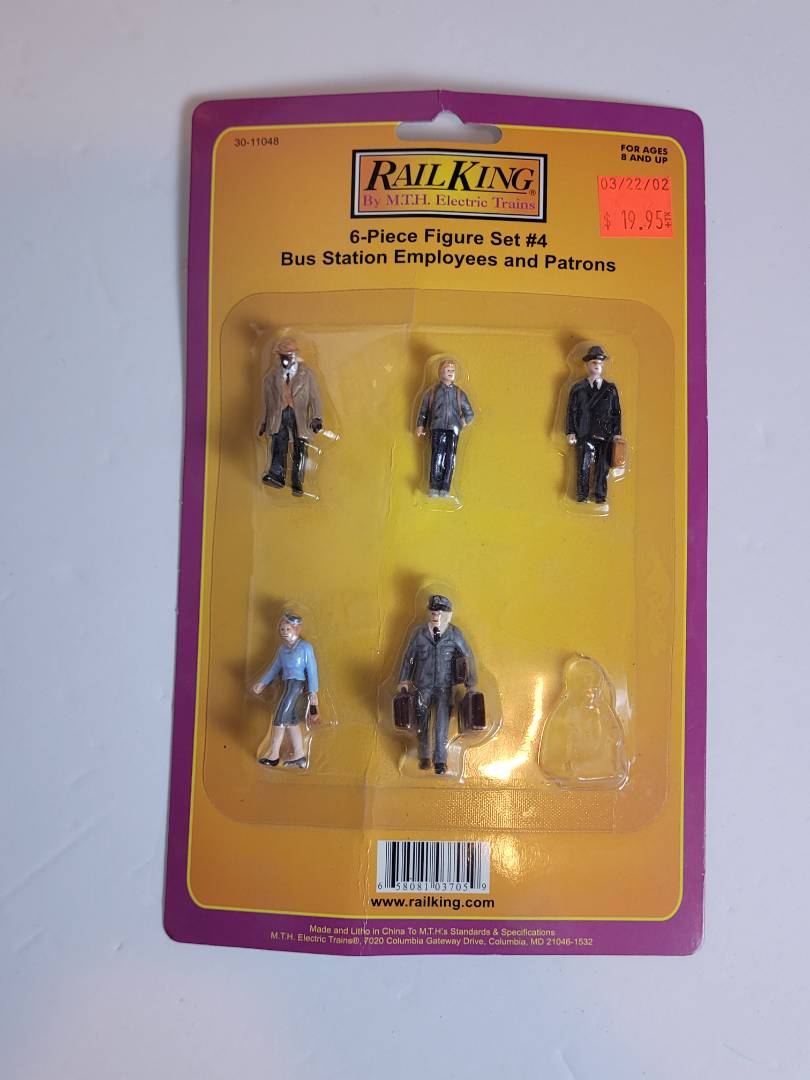 30-11048
FOR AGES
8 AND UP
RAILKING®
By M.T.H. Electric Trains
03/22/02
$ 19.95 +TX
6-Piece Figure Set #4
Bus Station Employees and Patrons
6 58081 03705 9
www.railking.com
Made and Litho in China To M.T.H.'s Standards & Specifications
M.T.H. Electric Trains®, 7020 Columbia Gateway Drive, Columbia, MD 21046-1532